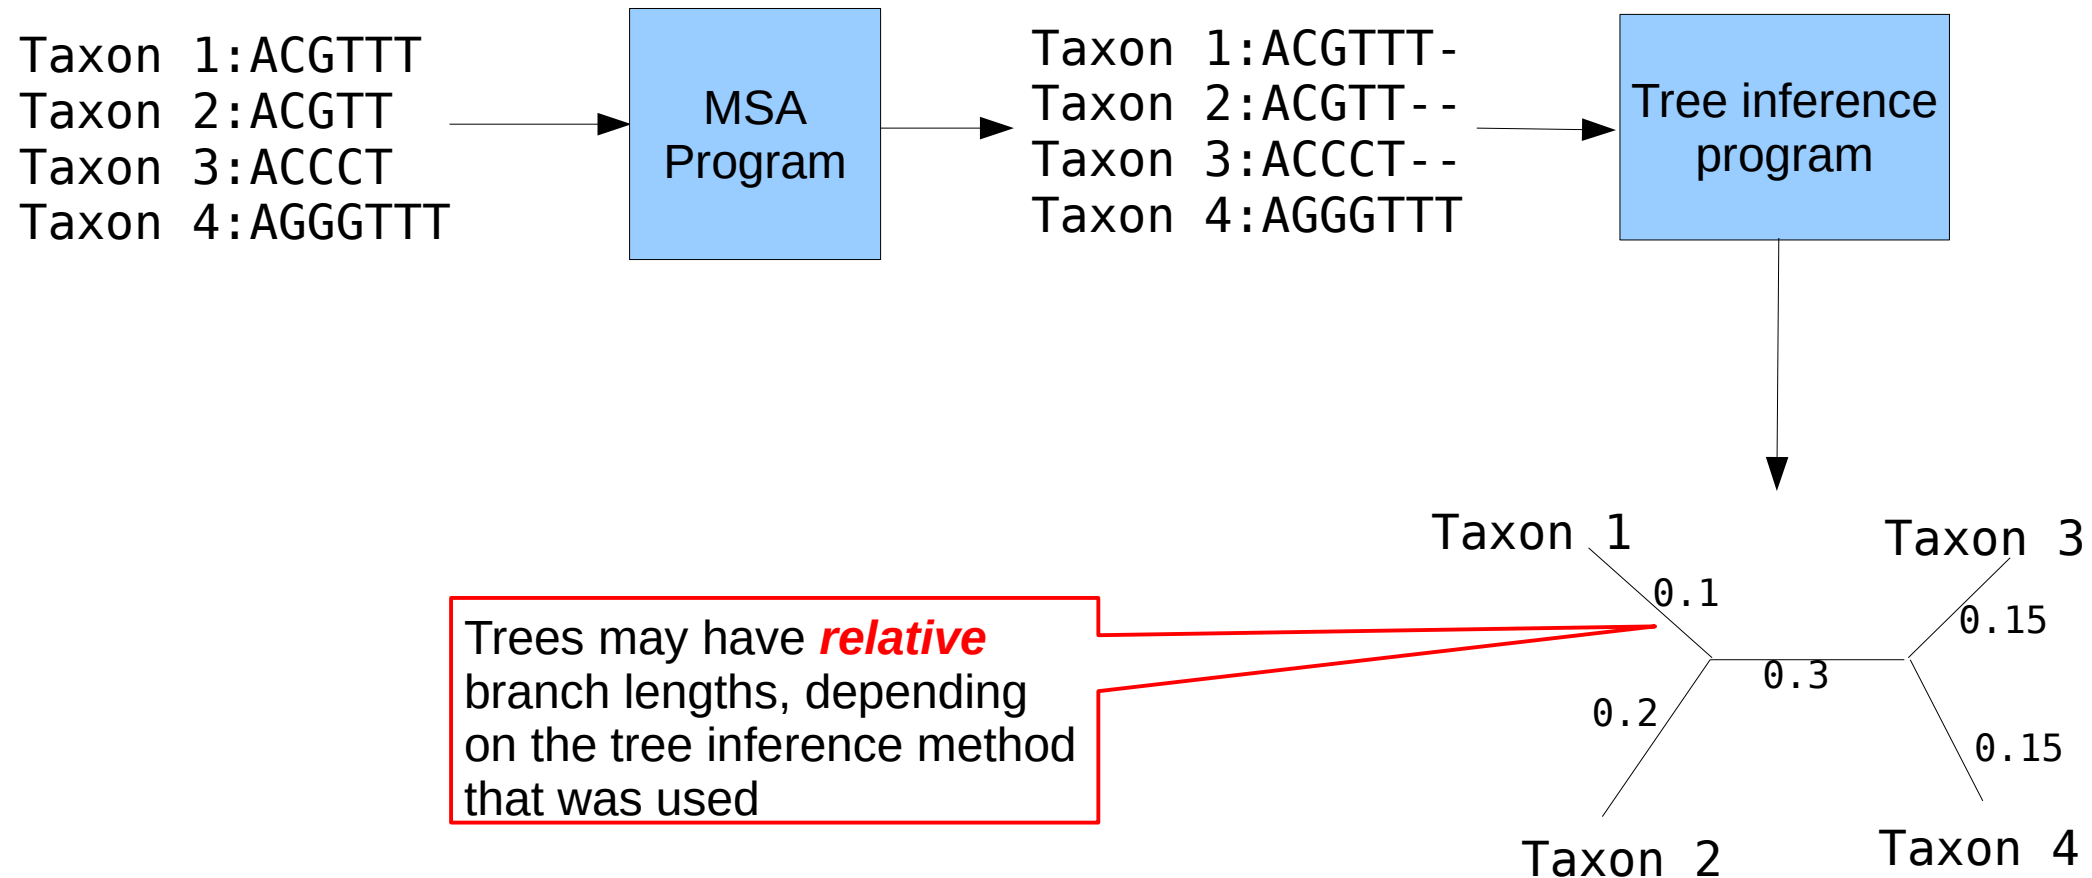 Taxon 1:ACGTTT
Taxon 2:ACGTT
Taxon 3:ACCCT
Taxon 4:AGGGTTT
MSA
Program
Taxon 1:ACGTTT-
Taxon 2:ACGTT--
Taxon 3:ACCCT--
Taxon 4:AGGGTTT
Tree inference
program
Trees may have relative
branch lengths, depending
on the tree inference method
that was used
Taxon 1
Taxon 3
0.1
0.15
0.3
0.2
0.15
Taxon 2
Taxon 4